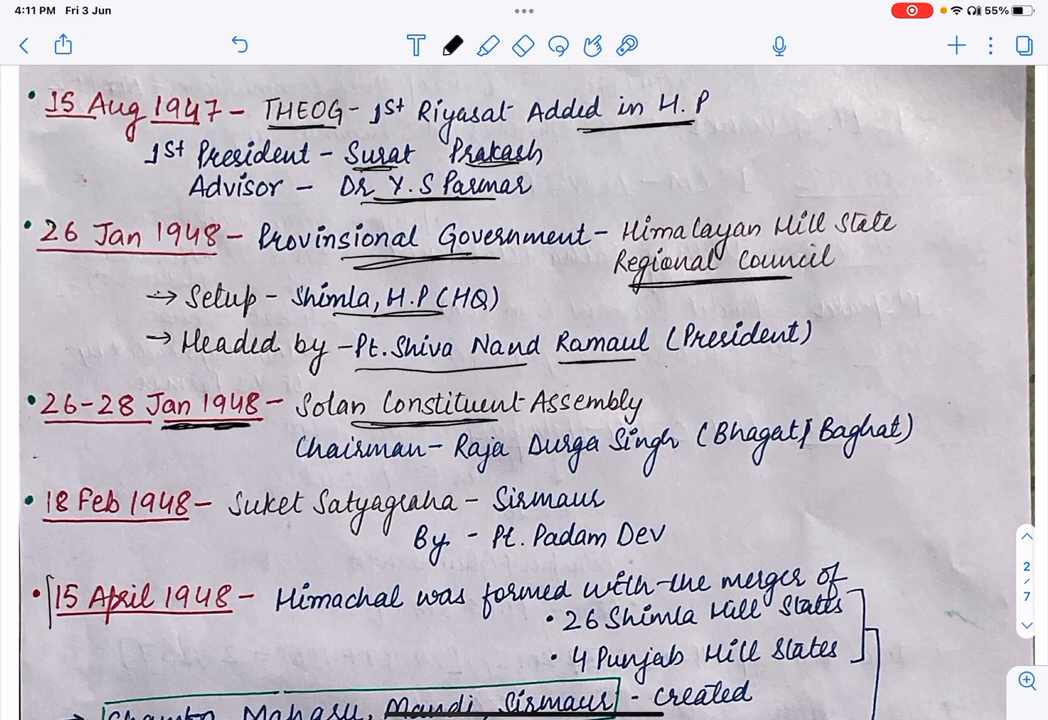 4:11 PM Fri 3 Jun
55%
• 15 Aug 1947 - THEOG - 1st Riyasat Added in H.P
1st President - Surat Prakash
Advisor - Dr Y.S Parmar
• 26 Jan 1948 - Provinsional Government - Himalayan Hill State
Regional Council
→ Setup - Shimla, H.P (HQ)
→ Headed by - Pt. Shiva Nand Ramaul (President)
• 26-28 Jan 1948 - Solan Constituent Assembly
Chairman - Raja Durga Singh (Bhagat/Baghat)
• 18 Feb 1948 - Suket Satyagraha - Sirmaur
By - Pt. Padam Dev
• 15 April 1948 - Himachal was formed with the merger of
• 26 Shimla Hill States
• 4 Punjab Hill States
2
/
7
→ Chamba, Mahasu, Mandi, Sirmaur - created